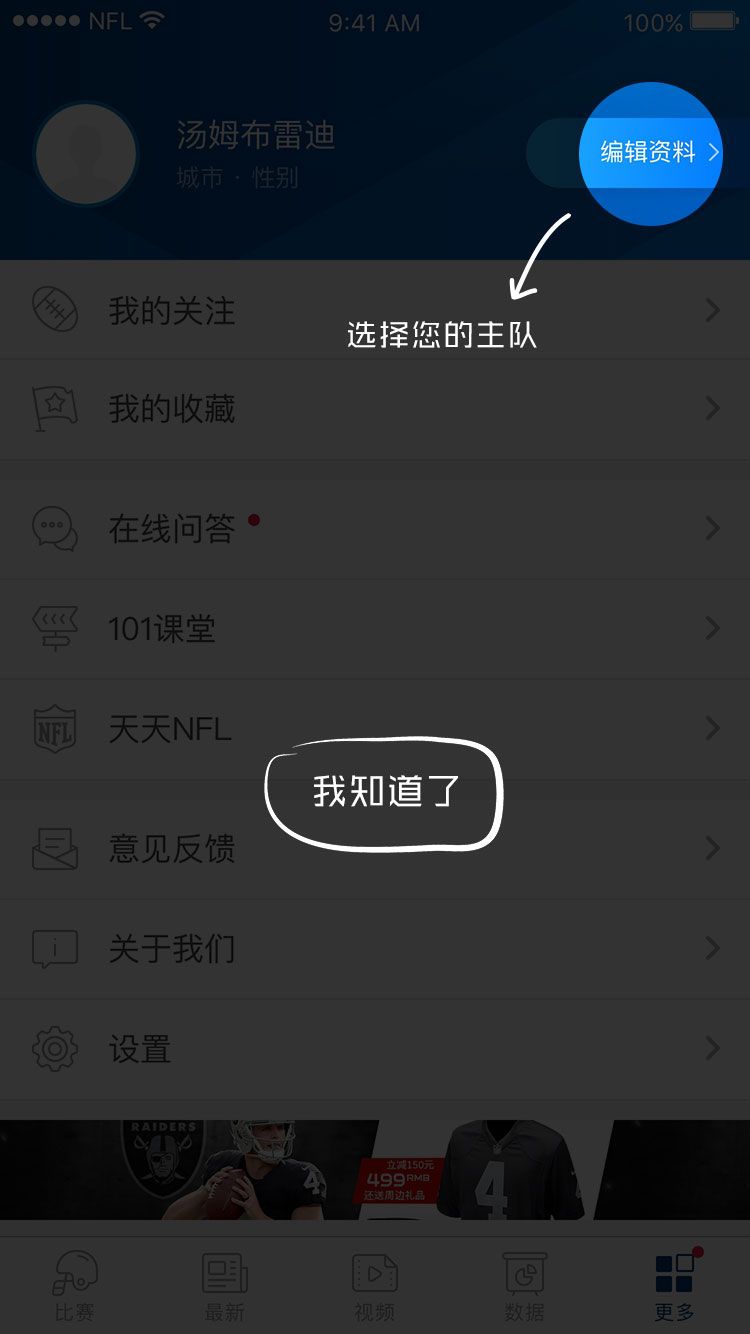 NFL
9:41 AM
100%
汤姆布雷迪
城市 · 性别
编辑资料
我的关注
选择您的主队
我的收藏
在线问答
101课堂
NFL
天天NFL
我知道了
意见反馈
关于我们
设置
RAIDERS
立减150元
499RMB
还送周边礼品
4
4
比赛
最新
视频
数据
更多